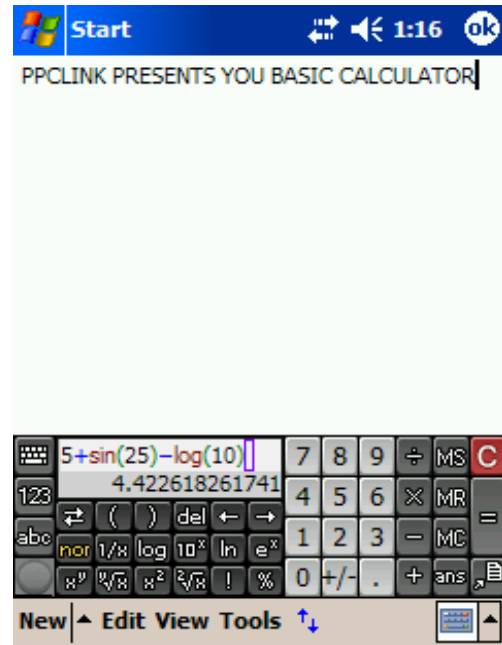 Start 1:16 ok
PPCLINK PRESENTS YOU BASIC CALCULATOR
5+sin(25)−log(10) 7 8 9 ÷ MS C
4.422618261741
123 4 5 6 × MR
( ) del ← → =
abc nor 1/x log 10ˣ ln eˣ 1 2 3 − MC
xʸ ʸ√x x² ²√x ! % 0 +/- . + ans
New Edit View Tools